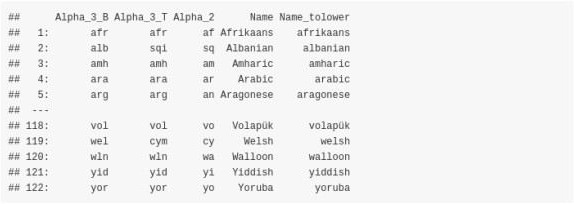 ##      Alpha_3_B Alpha_3_T Alpha_2      Name Name_tolower
##   1:       afr       afr      af Afrikaans    afrikaans
##   2:       alb       sqi      sq  Albanian     albanian
##   3:       amh       amh      am   Amharic      amharic
##   4:       ara       ara      ar    Arabic       arabic
##   5:       arg       arg      an Aragonese    aragonese
##  ---
## 118:       vol       vol      vo   Volapük      volapük
## 119:       wel       cym      cy     Welsh        welsh
## 120:       wln       wln      wa   Walloon      walloon
## 121:       yid       yid      yi   Yiddish      yiddish
## 122:       yor       yor      yo    Yoruba       yoruba